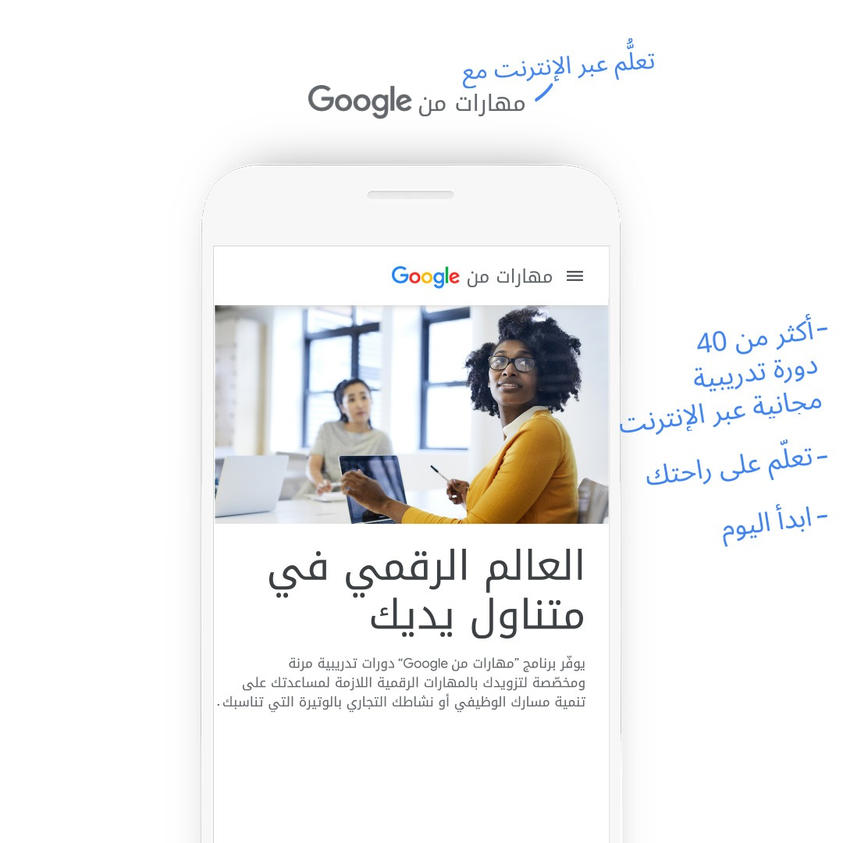 تعلُّم عبر الإنترنت مع
مهارات من Google
مهارات من Google
-أكثر من 40
دورة تدريبية
مجانية عبر الإنترنت
-تعلّم على راحتك
-ابدأ اليوم
العالم الرقمي في
متناول يديك
يوفّر برنامج "مهارات من Google" دورات تدريبية مرنة
ومخصّصة لتزويدك بالمهارات الرقمية اللازمة لمساعدتك على
تنمية مسارك الوظيفي أو نشاطك التجاري بالوتيرة التي تناسبك.